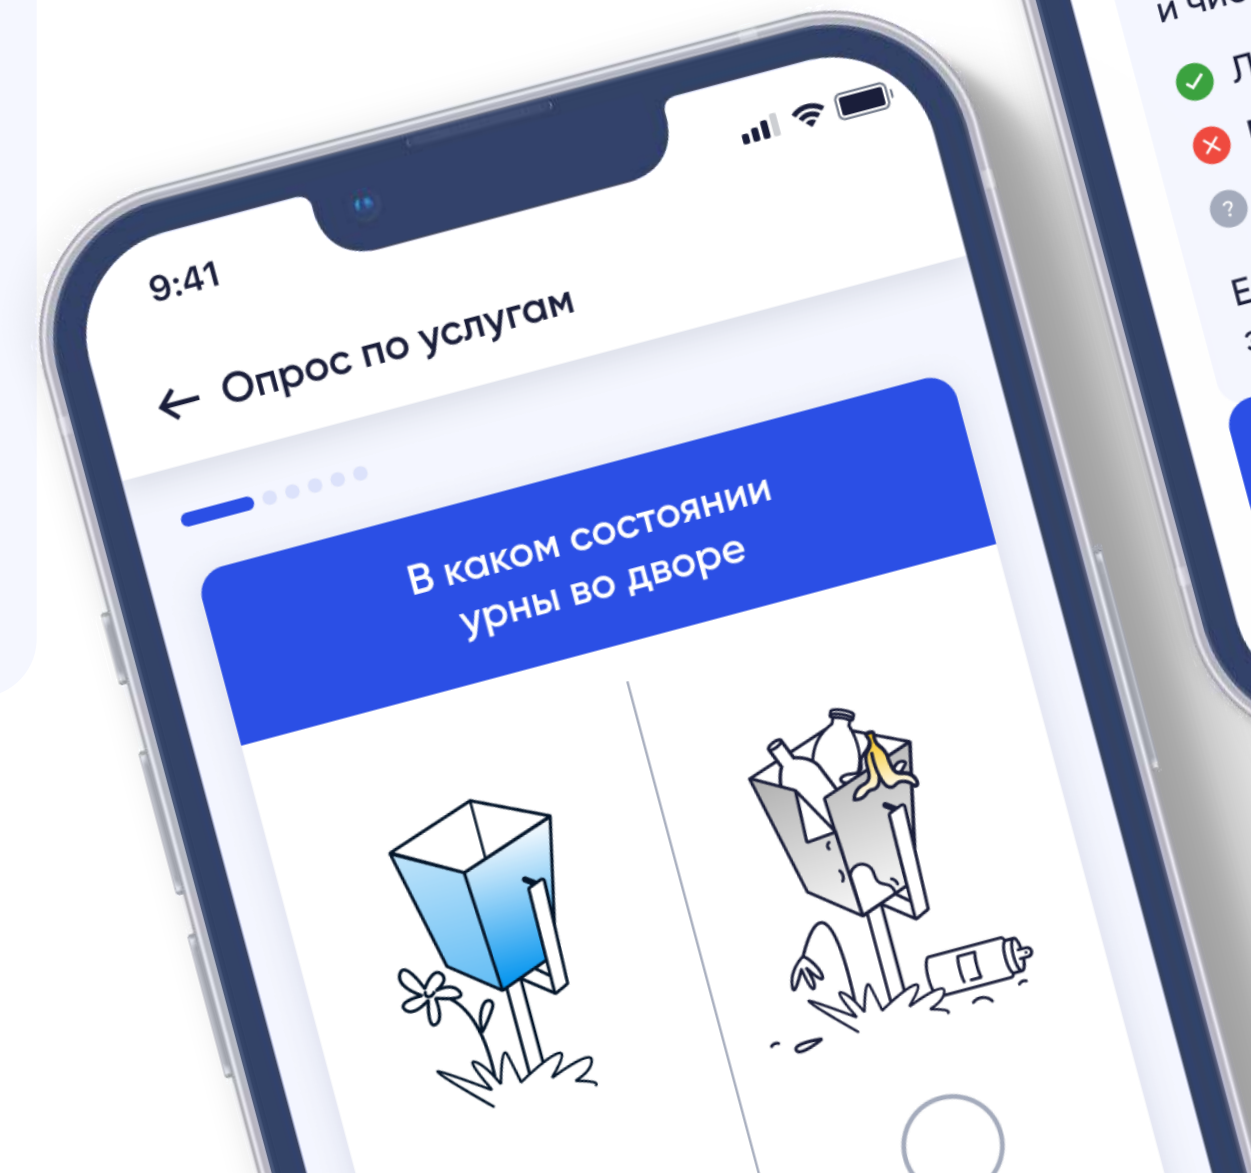 9:41
Опрос по услугам
В каком состоянии
урны во дворе
?